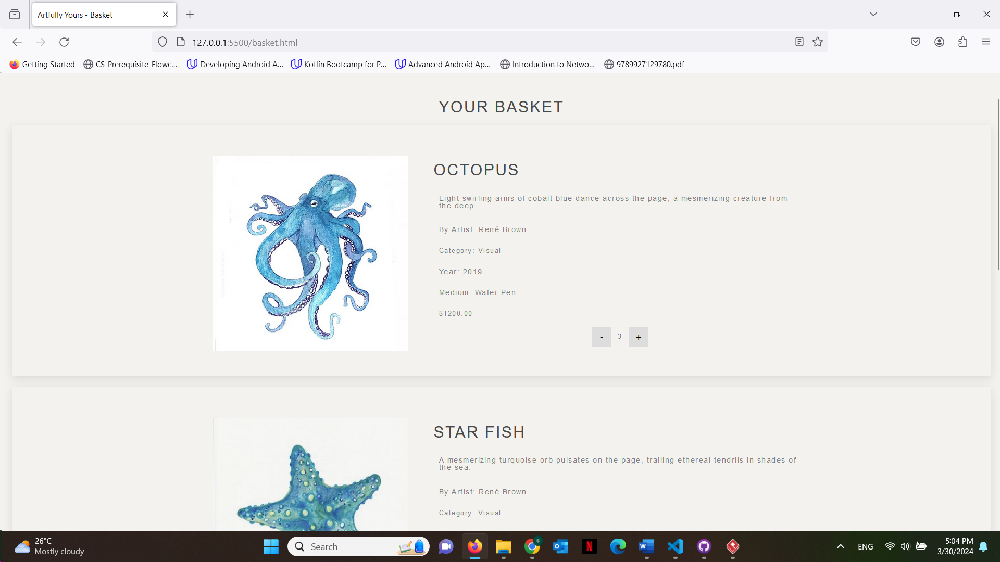 Artfully Yours - Basket
127.0.0.1:5500/basket.html
Getting Started
CS-Prerequisite-Flowc...
Developing Android A...
Kotlin Bootcamp for P...
Advanced Android Ap...
Introduction to Netwo...
9789927129780.pdf
YOUR BASKET
OCTOPUS
Eight swirling arms of cobalt blue dance across the page, a mesmerizing creature from
the deep.
By Artist: René Brown
Category: Visual
Year: 2019
Medium: Water Pen
$1200.00
- 3 +
STAR FISH
A mesmerizing turquoise orb pulsates on the page, trailing ethereal tendrils in shades of
the sea.
By Artist: René Brown
Category: Visual
26°C
Mostly cloudy
Search
ENG
5:04 PM
3/30/2024